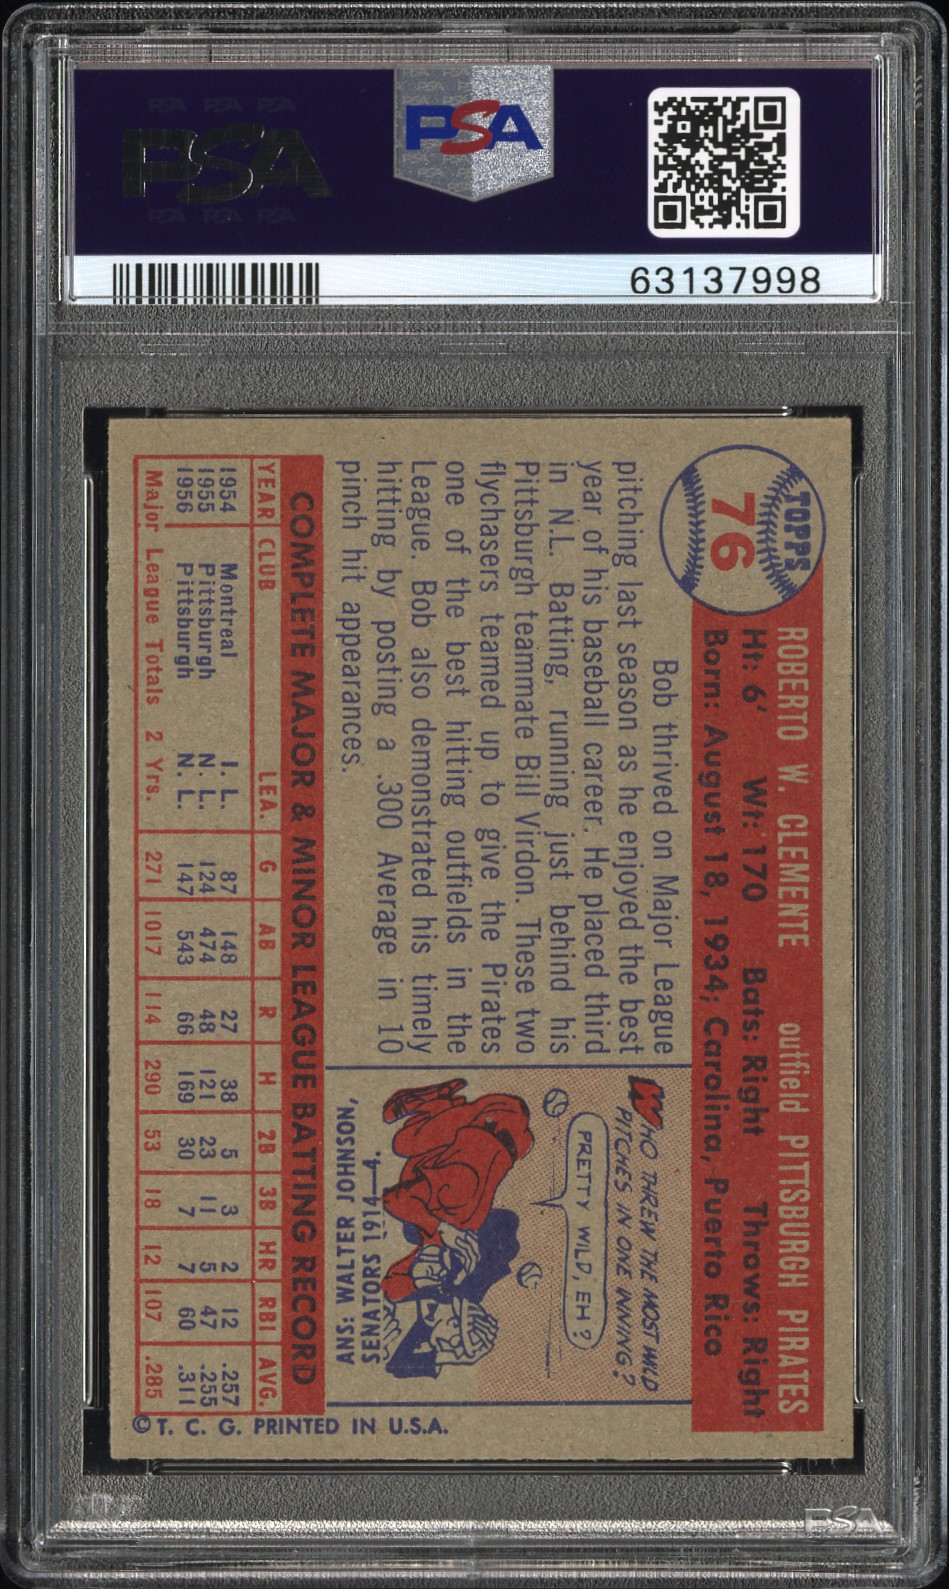 PSA PSA PSA
PSA
PSA PSA PSA
PSA
63137998
TOPPS
76
ROBERTO W. CLEMENTE outfield PITTSBURGH PIRATES
Ht: 6' Wt: 170 Bats: Right Throws: Right
Born: August 18, 1934; Carolina, Puerto Rico
Bob thrived on Major League
pitching last season as he enjoyed the best
year of his baseball career. He placed third
in N.L. Batting, running just behind his
Pittsburgh teammate Bill Virdon. These two
flychasers teamed up to give the Pirates
one of the best hitting outfields in the
League. Bob also demonstrated his timely
hitting by posting a .300 Average in 10
pinch hit appearances.
WHO THREW THE MOST WILD
PITCHES IN ONE INNING?
PRETTY WILD, EH?
ANS: WALTER JOHNSON,
SENATORS 1914—4.
COMPLETE MAJOR & MINOR LEAGUE BATTING RECORD
YEAR CLUB LEA. G AB R H 2B 3B HR RBI AVG.
1954 Montreal I. L. 87 148 27 38 5 3 2 12 .257
1955 Pittsburgh N. L. 124 474 48 121 23 11 5 47 .255
1956 Pittsburgh N. L. 147 543 66 169 30 7 7 60 .311
Major League Totals 2 Yrs. 271 1017 114 290 53 18 12 107 .285
© T. C. G. PRINTED IN U.S.A.
PSA